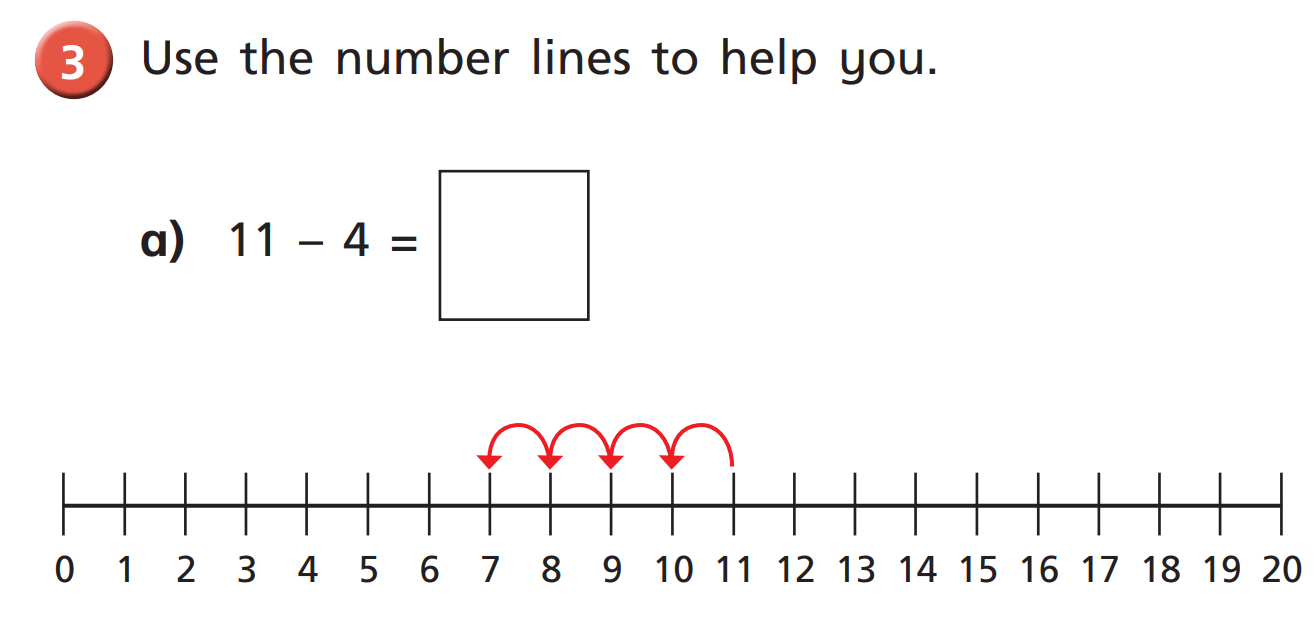 3 Use the number lines to help you.
a) 11 – 4 =
0 1 2 3 4 5 6 7 8 9 10 11 12 13 14 15 16 17 18 19 20